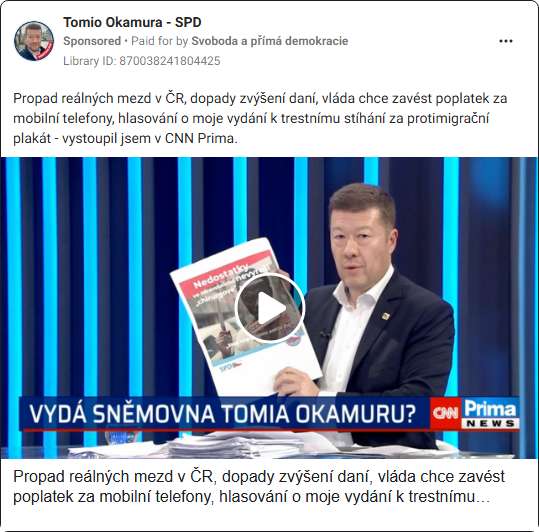 Tomio Okamura - SPD
Sponsored • Paid for by Svoboda a přímá demokracie
Library ID: 870038241804425
Propad reálných mezd v ČR, dopady zvýšení daní, vláda chce zavést poplatek za
mobilní telefony, hlasování o moje vydání k trestnímu stíhání za protimigrační
plakát - vystoupil jsem v CNN Prima.
Nedostatky
SPD
VYDÁ SNĚMOVNA TOMIA OKAMURU?
CNN Prima
NEWS
Propad reálných mezd v ČR, dopady zvýšení daní, vláda chce zavést
poplatek za mobilní telefony, hlasování o moje vydání k trestnímu…